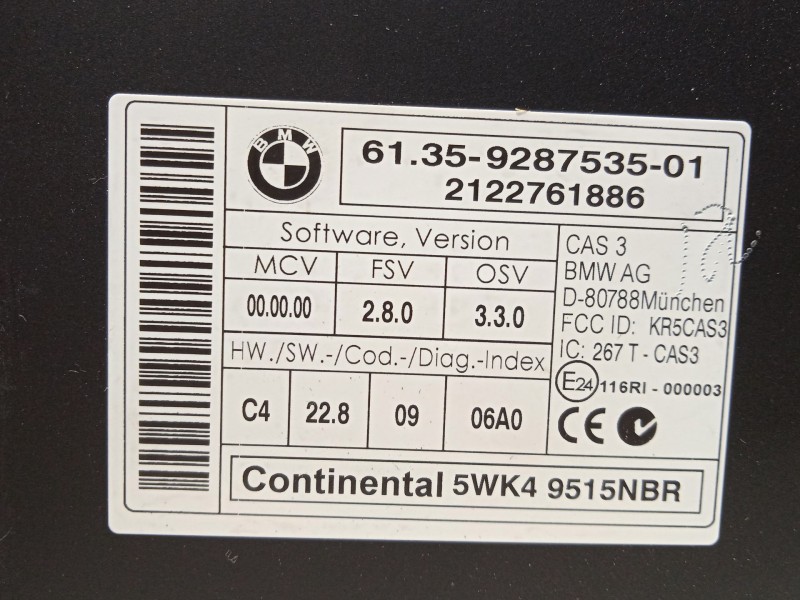 BMW
61.35-9287535-01
2122761886
Software, Version
MCV FSV OSV
00.00.00 2.8.0 3.3.0
HW./SW.-/Cod.-/Diag.-Index
C4 22.8 09 06A0
CAS 3
BMW AG
D-80788München
FCC ID: KR5CAS3
IC: 267 T - CAS3
E24 116RI - 000003
CE
Continental 5WK4 9515NBR